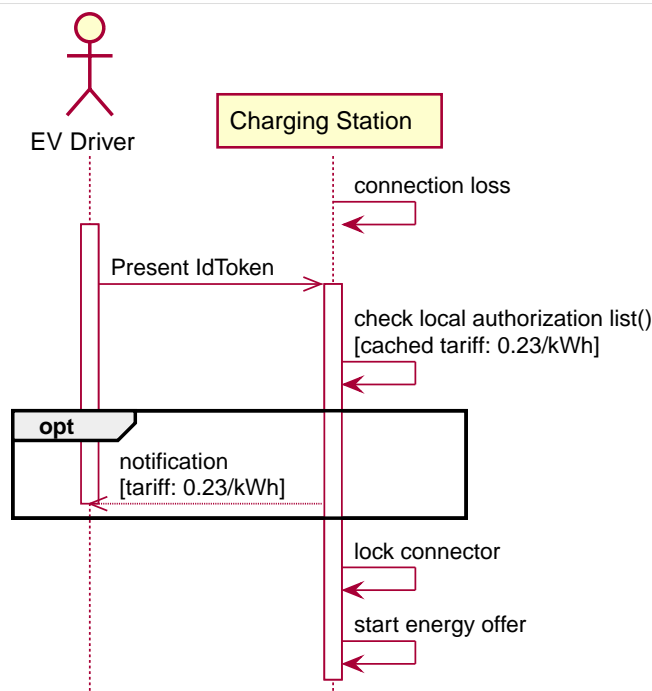 EV Driver
Charging Station
connection loss
Present IdToken
check local authorization list()
[cached tariff: 0.23/kWh]
opt
notification
[tariff: 0.23/kWh]
lock connector
start energy offer